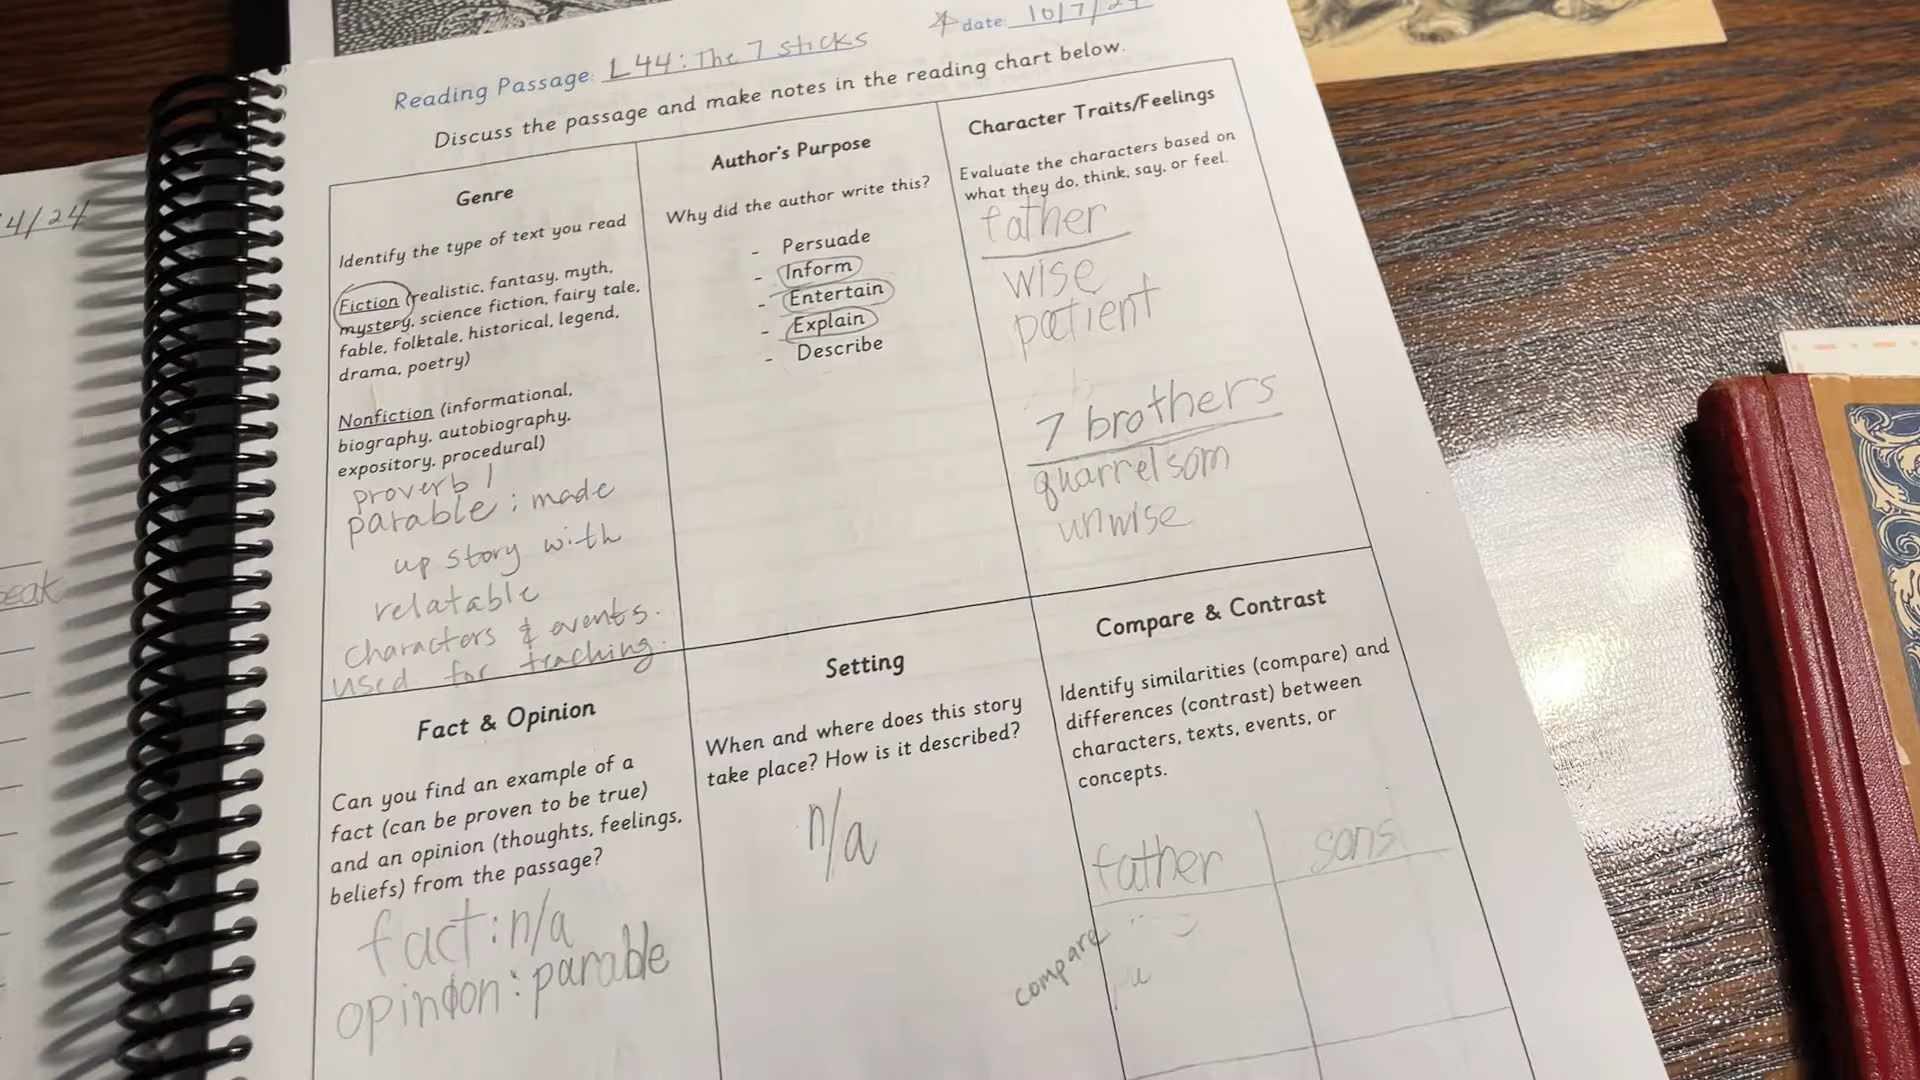 Reading Passage: L44: The 7 sticks
date: 10/7/24
Discuss the passage and make notes in the reading chart below.
Genre
Identify the type of text you read
Fiction (realistic, fantasy, myth,
mystery, science fiction, fairy tale,
fable, folktale, historical, legend,
drama, poetry)
Nonfiction (informational,
biography, autobiography,
expository, procedural)
proverb /
parable: made
up story with
relatable
characters & events.
used for teaching.
Author's Purpose
Why did the author write this?
- Persuade
- Inform
- Entertain
- Explain
- Describe
Character Traits/Feelings
Evaluate the characters based on
what they do, think, say, or feel.
father
wise
patient
7 brothers
quarrelsom
unwise
Fact & Opinion
Can you find an example of a
fact (can be proven to be true)
and an opinion (thoughts, feelings,
beliefs) from the passage?
fact: n/a
opinion: parable
Setting
When and where does this story
take place? How is it described?
n/a
Compare & Contrast
Identify similarities (compare) and
differences (contrast) between
characters, texts, events, or
concepts.
father
sons
compare
4/24